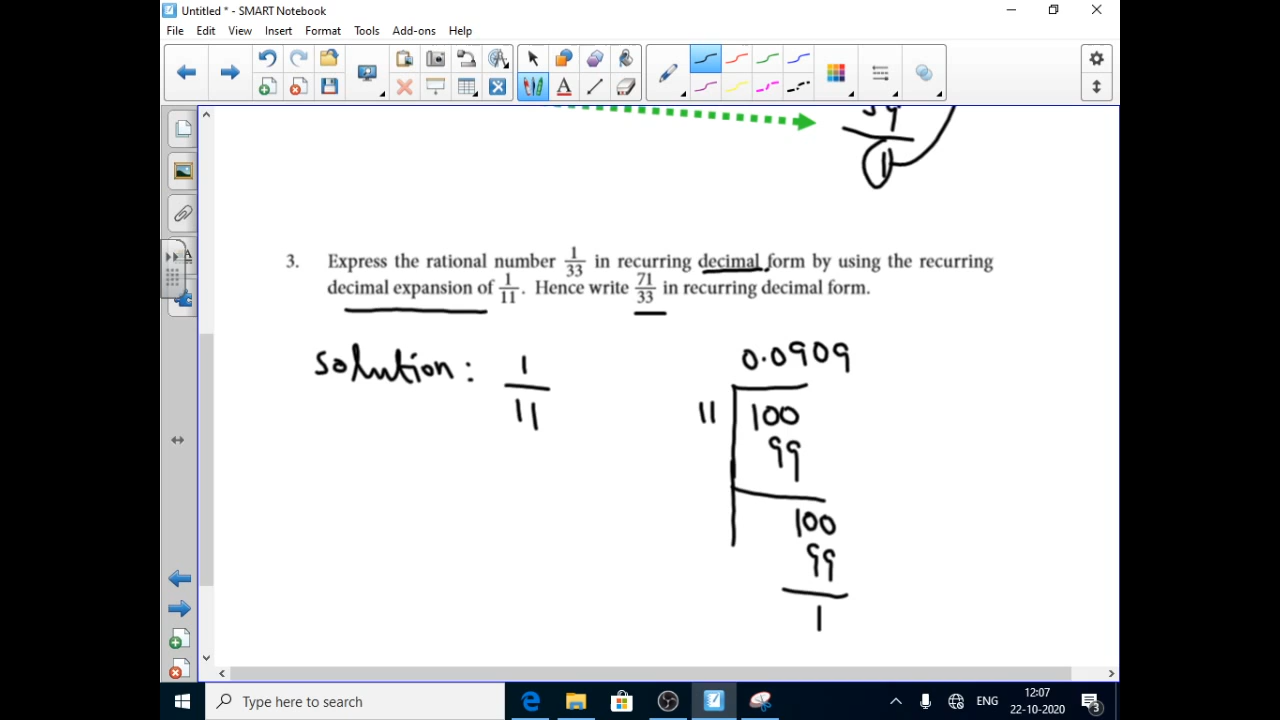 Untitled * - SMART Notebook
File Edit View Insert Format Tools Add-ons Help
1
3. Express the rational number 1/33 in recurring decimal form by using the recurring
decimal expansion of 1/11. Hence write 71/33 in recurring decimal form.
Solution: 1/11
0.0909
11 100
99
100
99
1
Type here to search
ENG
12:07
22-10-2020
3